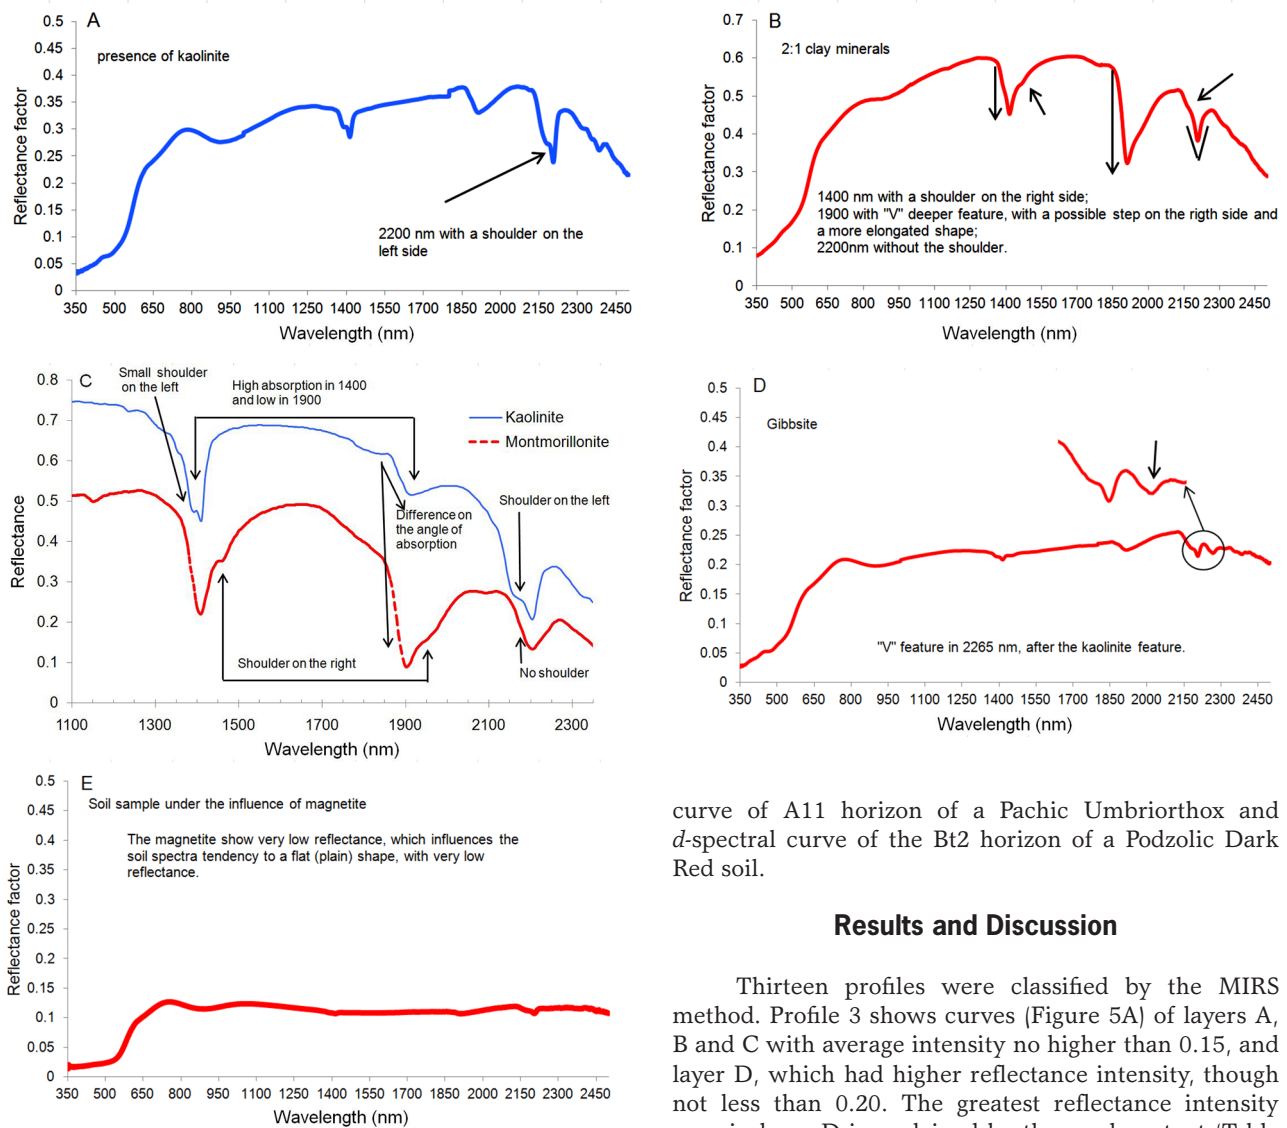 A
presence of kaolinite
2200 nm with a shoulder on the
left side
Reflectance factor
0.5
0.45
0.4
0.35
0.3
0.25
0.2
0.15
0.1
0.05
0
350 500 650 800 950 1100 1250 1400 1550 1700 1850 2000 2150 2300 2450
Wavelength (nm)
B
2:1 clay minerals
1400 nm with a shoulder on the right side;
1900 with "V" deeper feature, with a possible step on the rigth side and
a more elongated shape;
2200nm without the shoulder.
Reflectance factor
0.7
0.6
0.5
0.4
0.3
0.2
0.1
0
350 500 650 800 950 1100 1250 1400 1550 1700 1850 2000 2150 2300 2450
Wavelength (nm)
C
Small shoulder
on the left
High absorption in 1400
and low in 1900
Kaolinite
Montmorillonite
Shoulder on the left
Difference on
the angle of
absorption
Shoulder on the right
No shoulder
Reflectance
0.8
0.7
0.6
0.5
0.4
0.3
0.2
0.1
0
1100 1300 1500 1700 1900 2100 2300
Wavelength (nm)
D
Gibbsite
"V" feature in 2265 nm, after the kaolinite feature.
Reflectance factor
0.5
0.45
0.4
0.35
0.3
0.25
0.2
0.15
0.1
0.05
0
350 500 650 800 950 1100 1250 1400 1550 1700 1850 2000 2150 2300 2450
Wavelength (nm)
E
Soil sample under the influence of magnetite
The magnetite show very low reflectance, which influences the
soil spectra tendency to a flat (plain) shape, with very low
reflectance.
Reflectance factor
0.5
0.45
0.4
0.35
0.3
0.25
0.2
0.15
0.1
0.05
0
350 500 650 800 950 1100 1250 1400 1550 1700 1850 2000 2150 2300 2450
Wavelength (nm)
curve of A11 horizon of a Pachic Umbriorthox and
d-spectral curve of the Bt2 horizon of a Podzolic Dark
Red soil.
Results and Discussion
Thirteen profiles were classified by the MIRS
method. Profile 3 shows curves (Figure 5A) of layers A,
B and C with average intensity no higher than 0.15, and
layer D, which had higher reflectance intensity, though
not less than 0.20. The greatest reflectance intensity